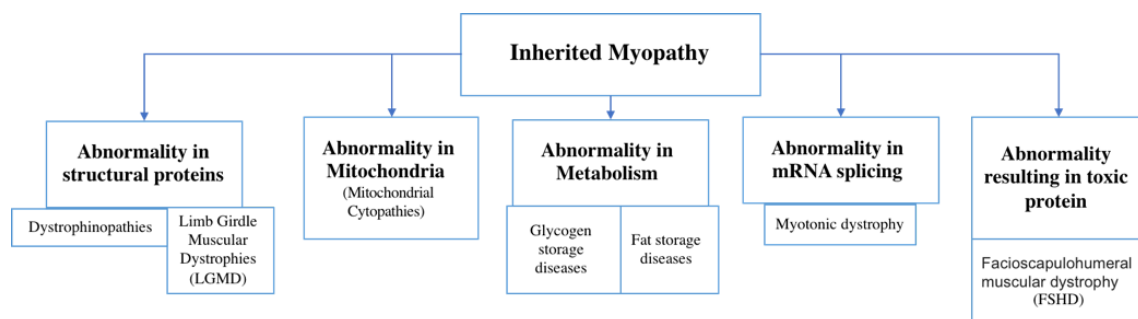 Inherited Myopathy
Abnormality in
structural proteins
Dystrophinopathies
Limb Girdle
Muscular
Dystrophies
(LGMD)
Abnormality in
Mitochondria
(Mitochondrial
Cytopathies)
Abnormality in
Metabolism
Glycogen
storage
diseases
Fat storage
diseases
Abnormality in
mRNA splicing
Myotonic dystrophy
Abnormality
resulting in toxic
protein
Facioscapulohumeral
muscular dystrophy
(FSHD)